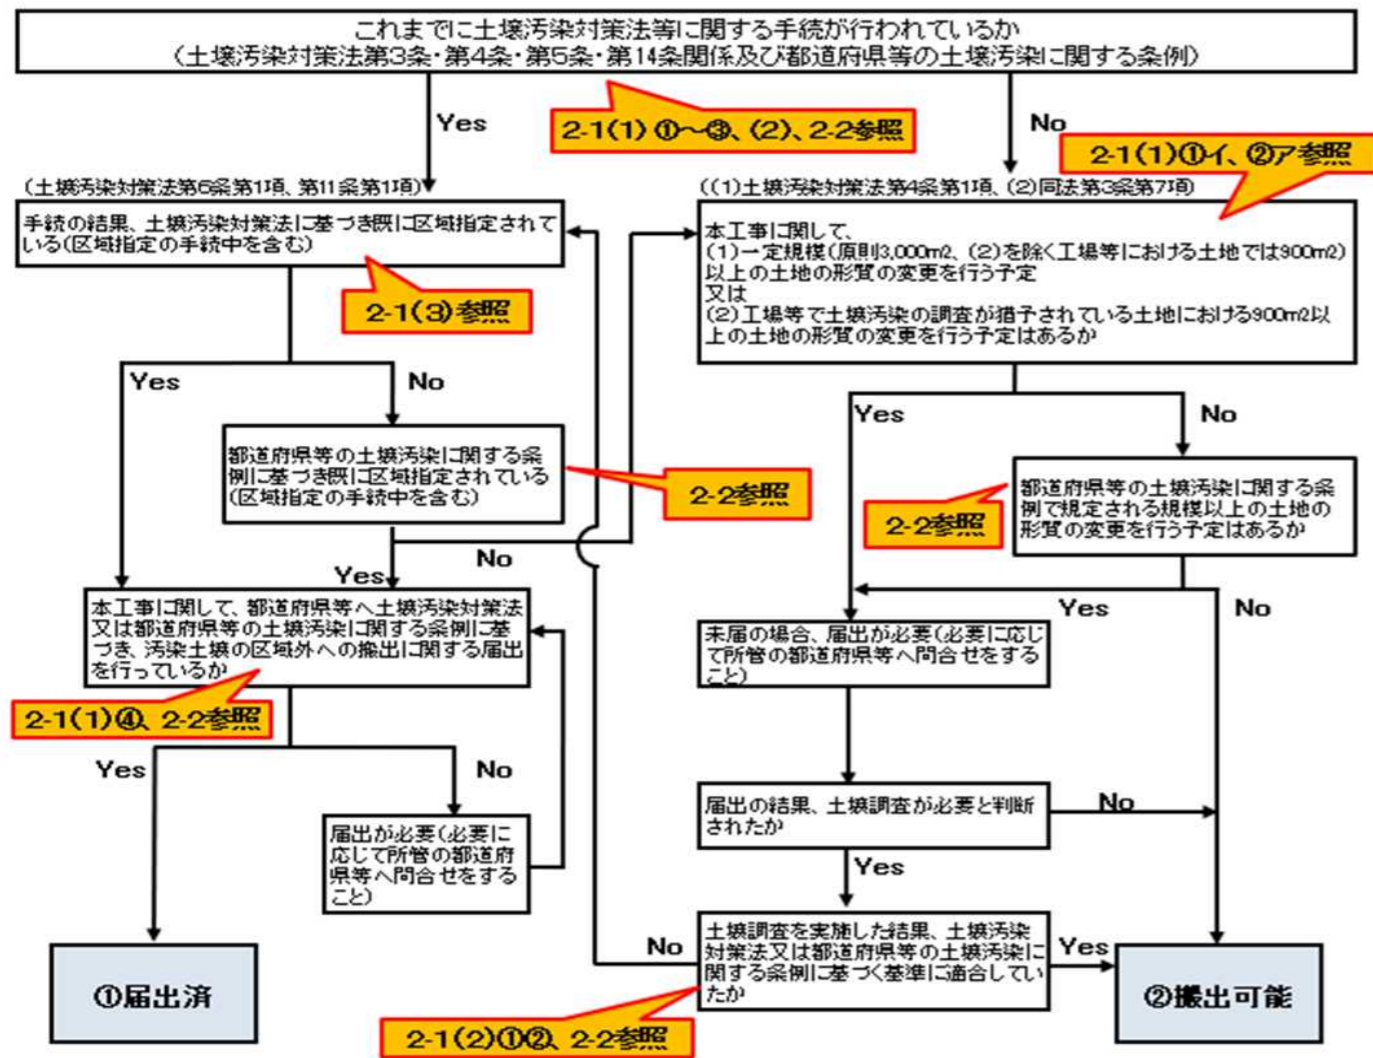 これまでに土壌汚染対策法等に関する手続が行われているか
(土壌汚染対策法第3条・第4条・第5条・第14条関係及び都道府県等の土壌汚染に関する条例)
Yes
2-1(1)①～③、(2)、2-2参照
No
2-1(1)①イ、②ア参照
(土壌汚染対策法第6条第1項、第11条第1項)
手続の結果、土壌汚染対策法に基づき既に区域指定されて
いる(区域指定の手続中を含む)
2-1(3)参照
((1)土壌汚染対策法第4条第1項、(2)同法第3条第7項)
本工事に関して、
(1)一定規模(原則3,000m2、(2)を除く工場等における土地では900m2)
以上の土地の形質の変更を行う予定
又は
(2)工場等で土壌汚染の調査が猶予されている土地における900m2以
上の土地の形質の変更を行う予定はあるか
Yes
No
都道府県等の土壌汚染に関する条
例に基づき既に区域指定されている
(区域指定の手続中を含む)
2-2参照
Yes
No
2-2参照
都道府県等の土壌汚染に関する条
例で規定される規模以上の土地の
形質の変更を行う予定はあるか
No
Yes
本工事に関して、都道府県等へ土壌汚染対策法
又は都道府県等の土壌汚染に関する条例に基
づき、汚染土壌の区域外への搬出に関する届出
を行っているか
2-1(1)④、2-2参照
Yes
No
未届の場合、届出が必要(必要に応じ
て所管の都道府県等へ問合せをする
こと)
Yes
No
届出が必要(必要に
応じて所管の都道府
県等へ問合せをする
こと)
届出の結果、土壌調査が必要と判断
されたか
No
Yes
土壌調査を実施した結果、土壌汚染
対策法又は都道府県等の土壌汚染に
関する条例に基づく基準に適合してい
たか
No
Yes
2-1(2)①②、2-2参照
①届出済
②搬出可能